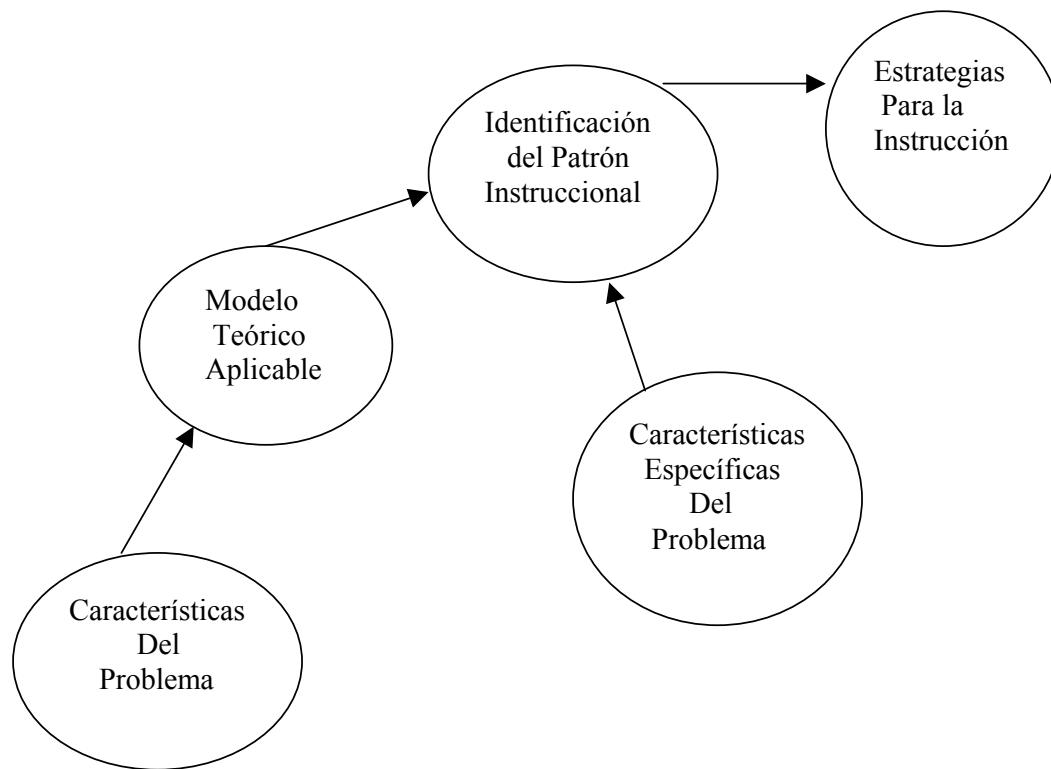 Estrategias
Para la
Instrucción
Identificación
del Patrón
Instruccional
Modelo
Teórico
Aplicable
Características
Específicas
Del
Problema
Características
Del
Problema